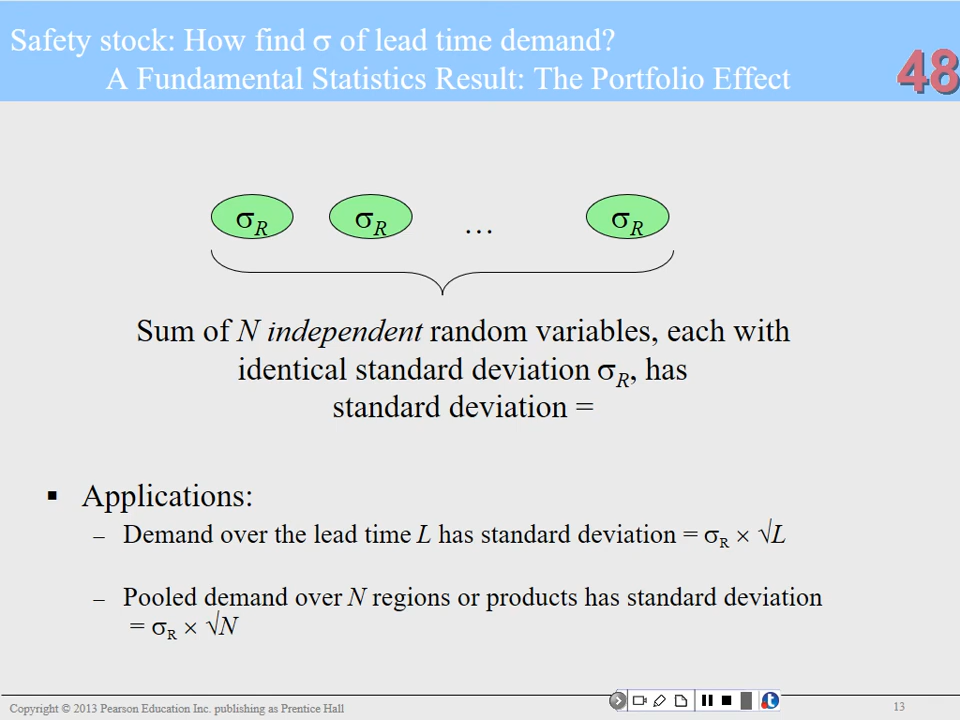 Safety stock: How find σ of lead time demand?
A Fundamental Statistics Result: The Portfolio Effect
48
σR σR … σR
Sum of N independent random variables, each with
identical standard deviation σR, has
standard deviation =
▪ Applications:
– Demand over the lead time L has standard deviation = σR × √L
– Pooled demand over N regions or products has standard deviation
= σR × √N
Copyright © 2013 Pearson Education Inc. publishing as Prentice Hall
t
13